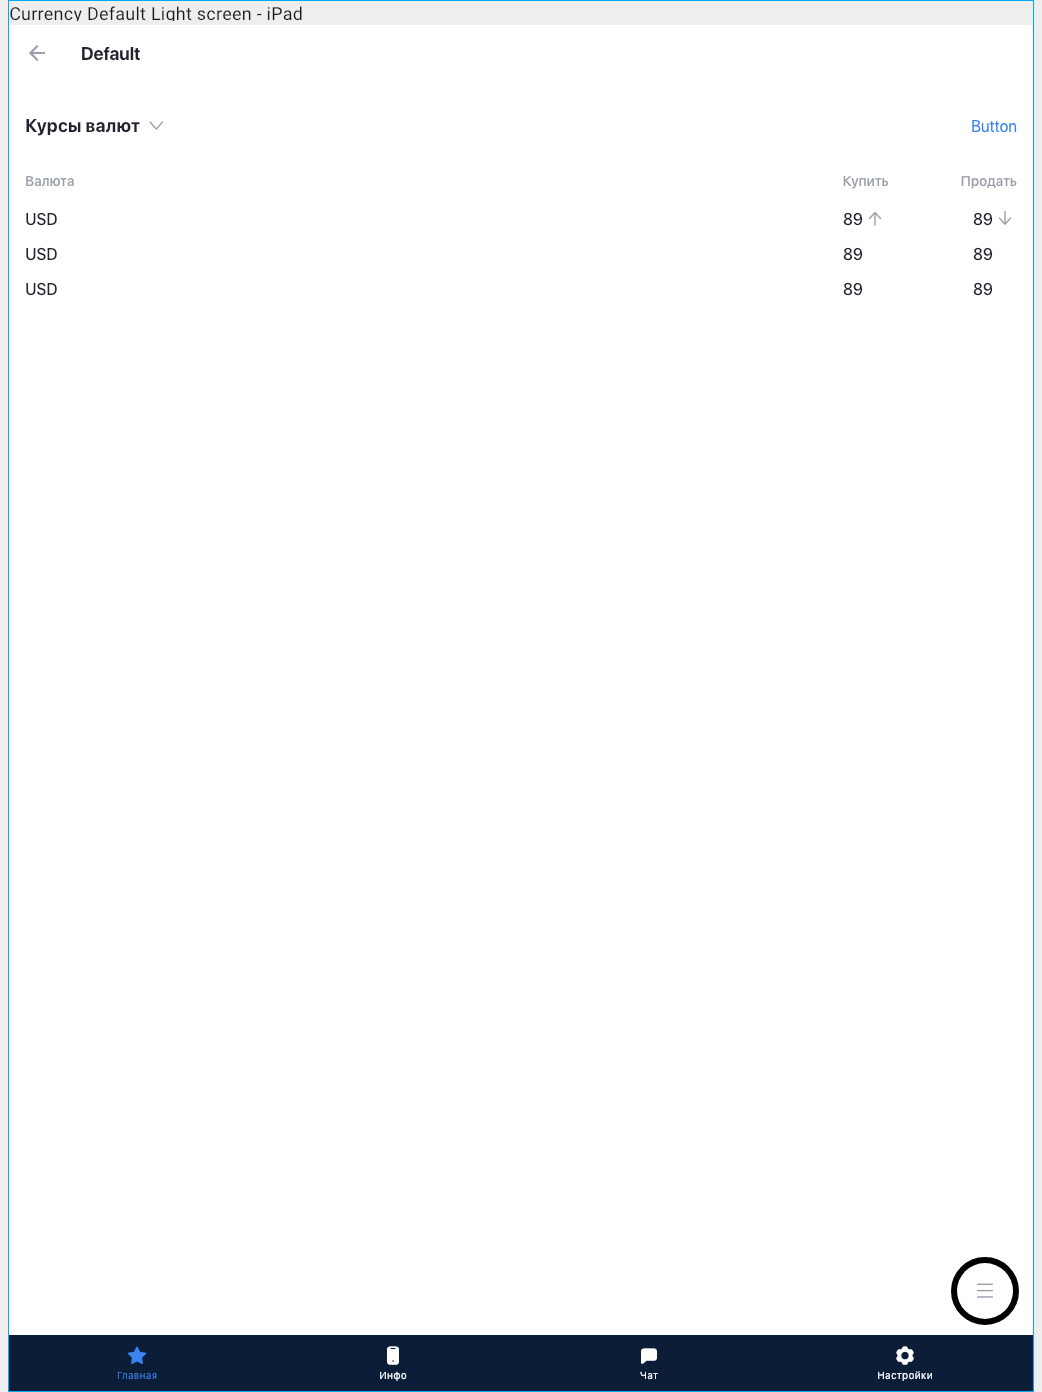 Currency Default Light screen - iPad
Default
Курсы валют
Button
Валюта Купить Продать
USD 89 89
USD 89 89
USD 89 89
Главная Инфо Чат Настройки